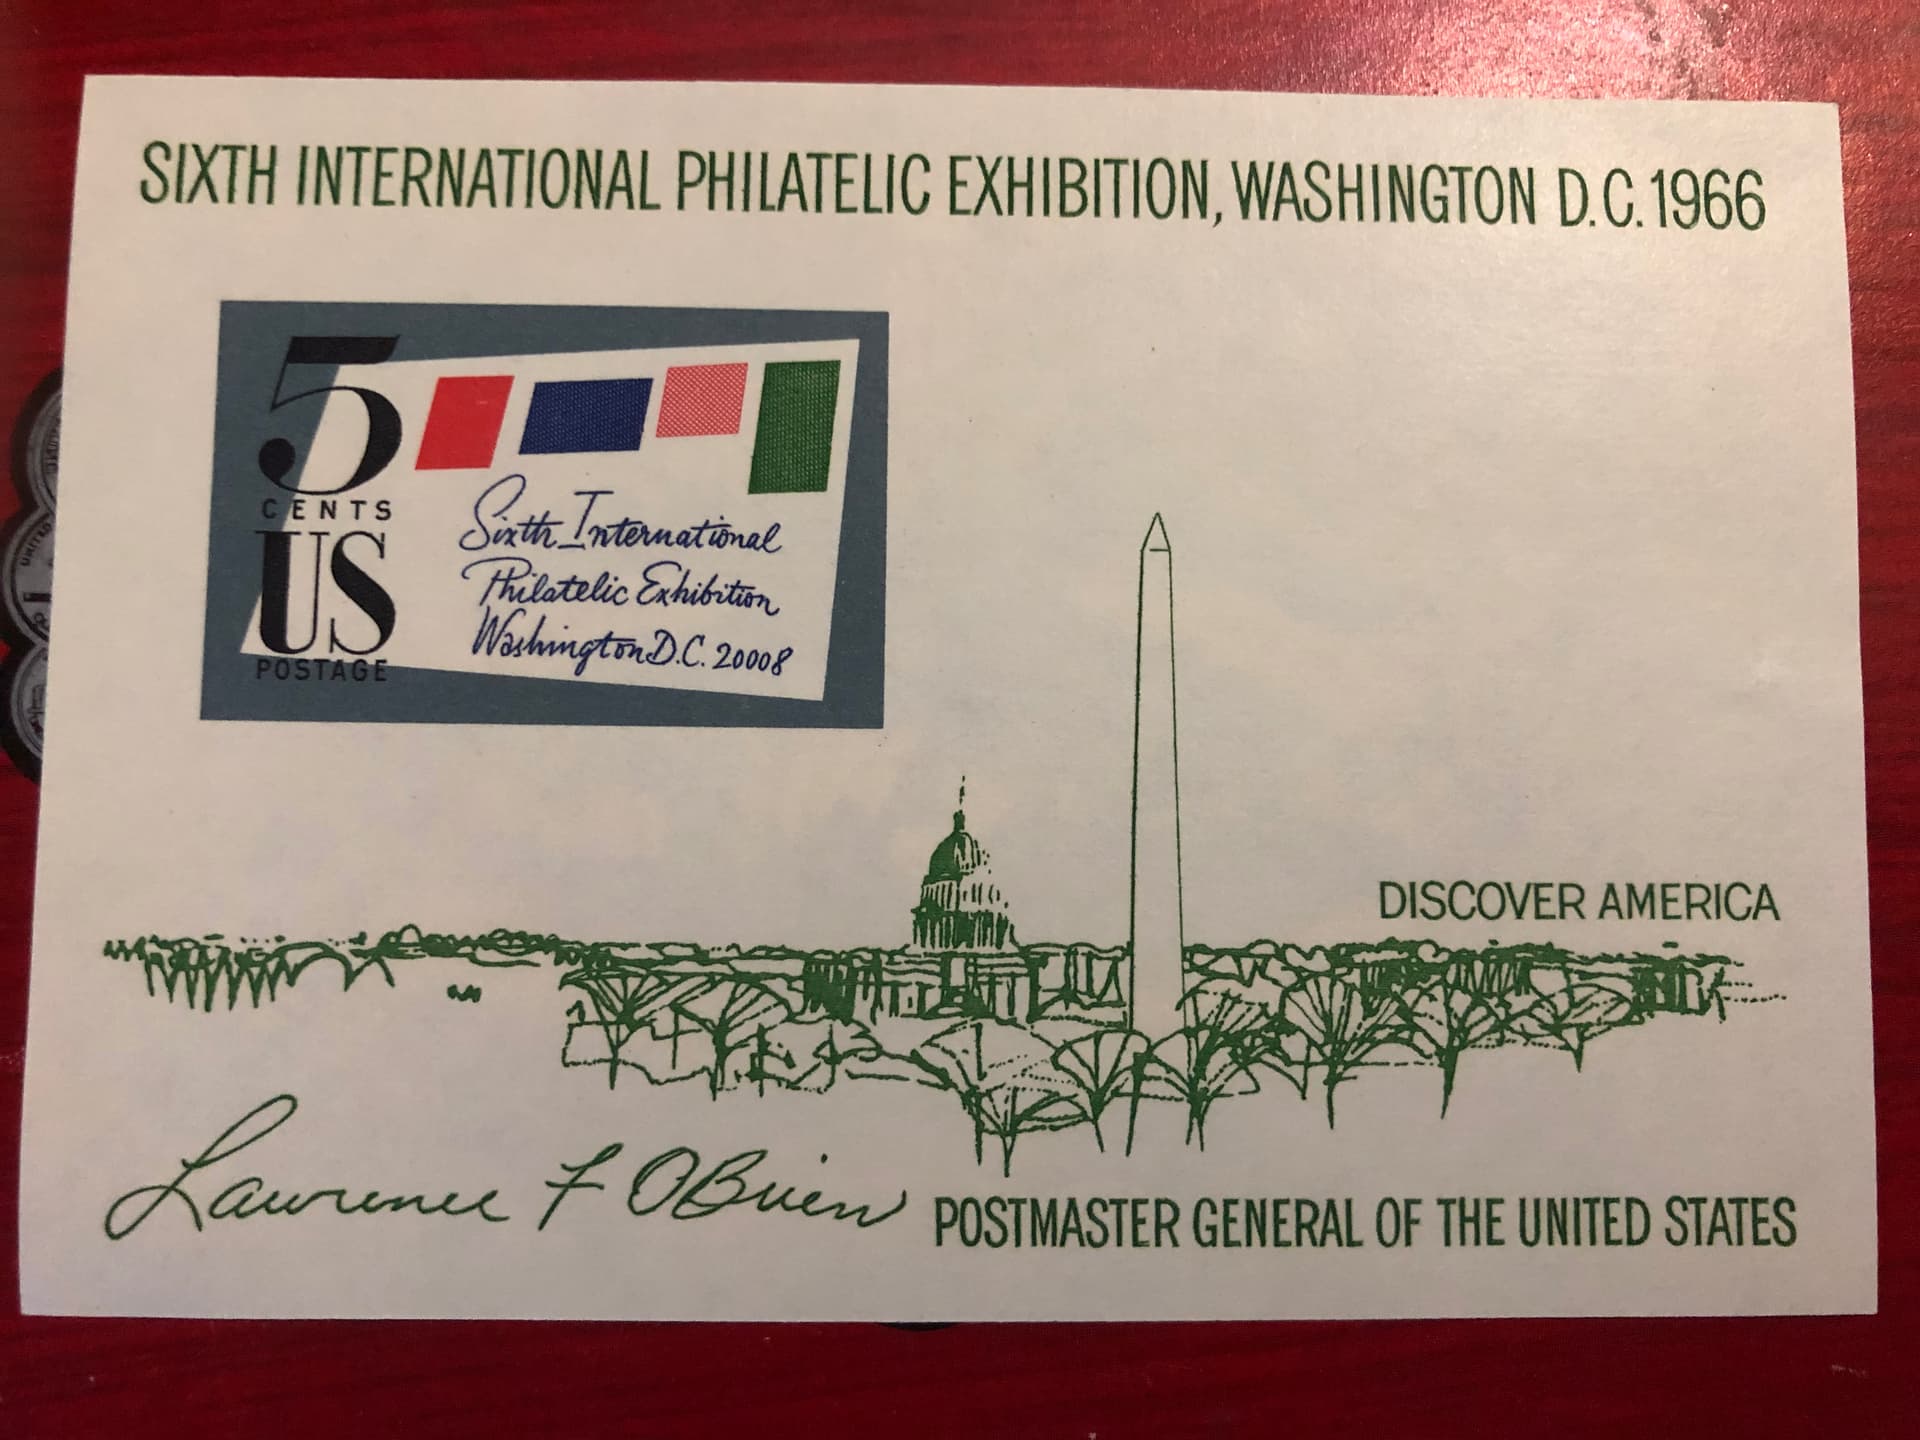 SIXTH INTERNATIONAL PHILATELIC EXHIBITION, WASHINGTON D.C. 1966
5
CENTS
US
POSTAGE
Sixth International
Philatelic Exhibition
Washington D.C. 20008
DISCOVER AMERICA
Lawrence F OBrien POSTMASTER GENERAL OF THE UNITED STATES